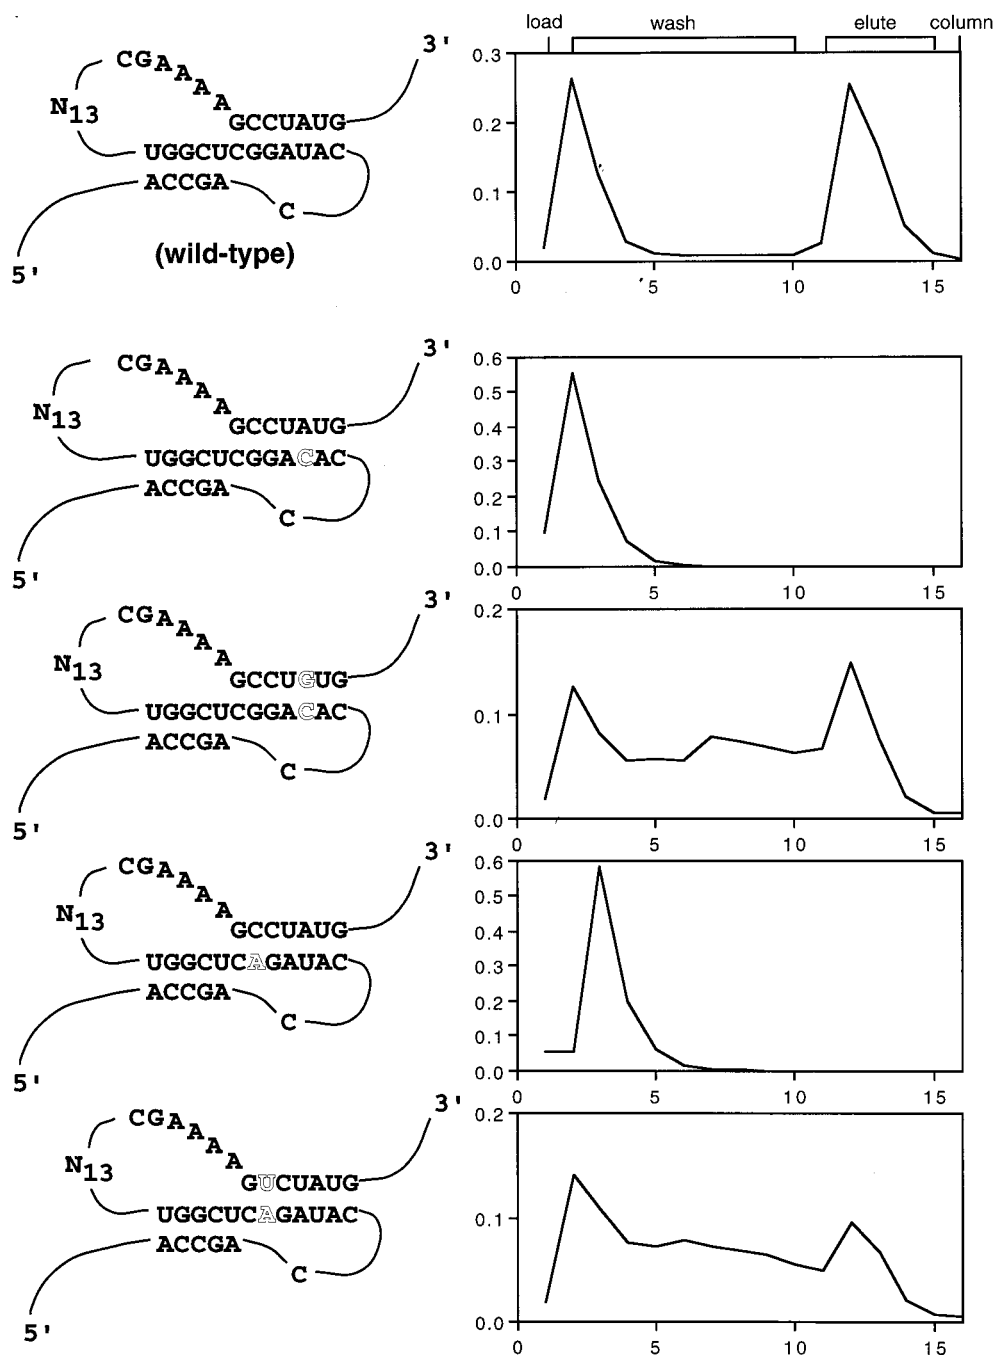 load wash elute column
3'
CGAAAA
N13
GCCUAUG
UGGCUCGGAUAC
ACCGA
C
(wild-type)
5'
0.3
0.2
0.1
0.0
0 5 10 15
3'
CGAAAA
N13
GCCUAUG
UGGCUCGGACAC
ACCGA
C
5'
0.6
0.5
0.4
0.3
0.2
0.1
0.0
0 5 10 15
3'
CGAAAA
N13
GCCUGUG
UGGCUCGGACAC
ACCGA
C
5'
0.2
0.1
0.0
0 5 10 15
3'
CGAAAA
N13
GCCUAUG
UGGCUCAGAUAC
ACCGA
C
5'
0.6
0.5
0.4
0.3
0.2
0.1
0.0
0 5 10 15
3'
CGAAAA
N13
GUCUAUG
UGGCUCAGAUAC
ACCGA
C
5'
0.2
0.1
0.0
0 5 10 15